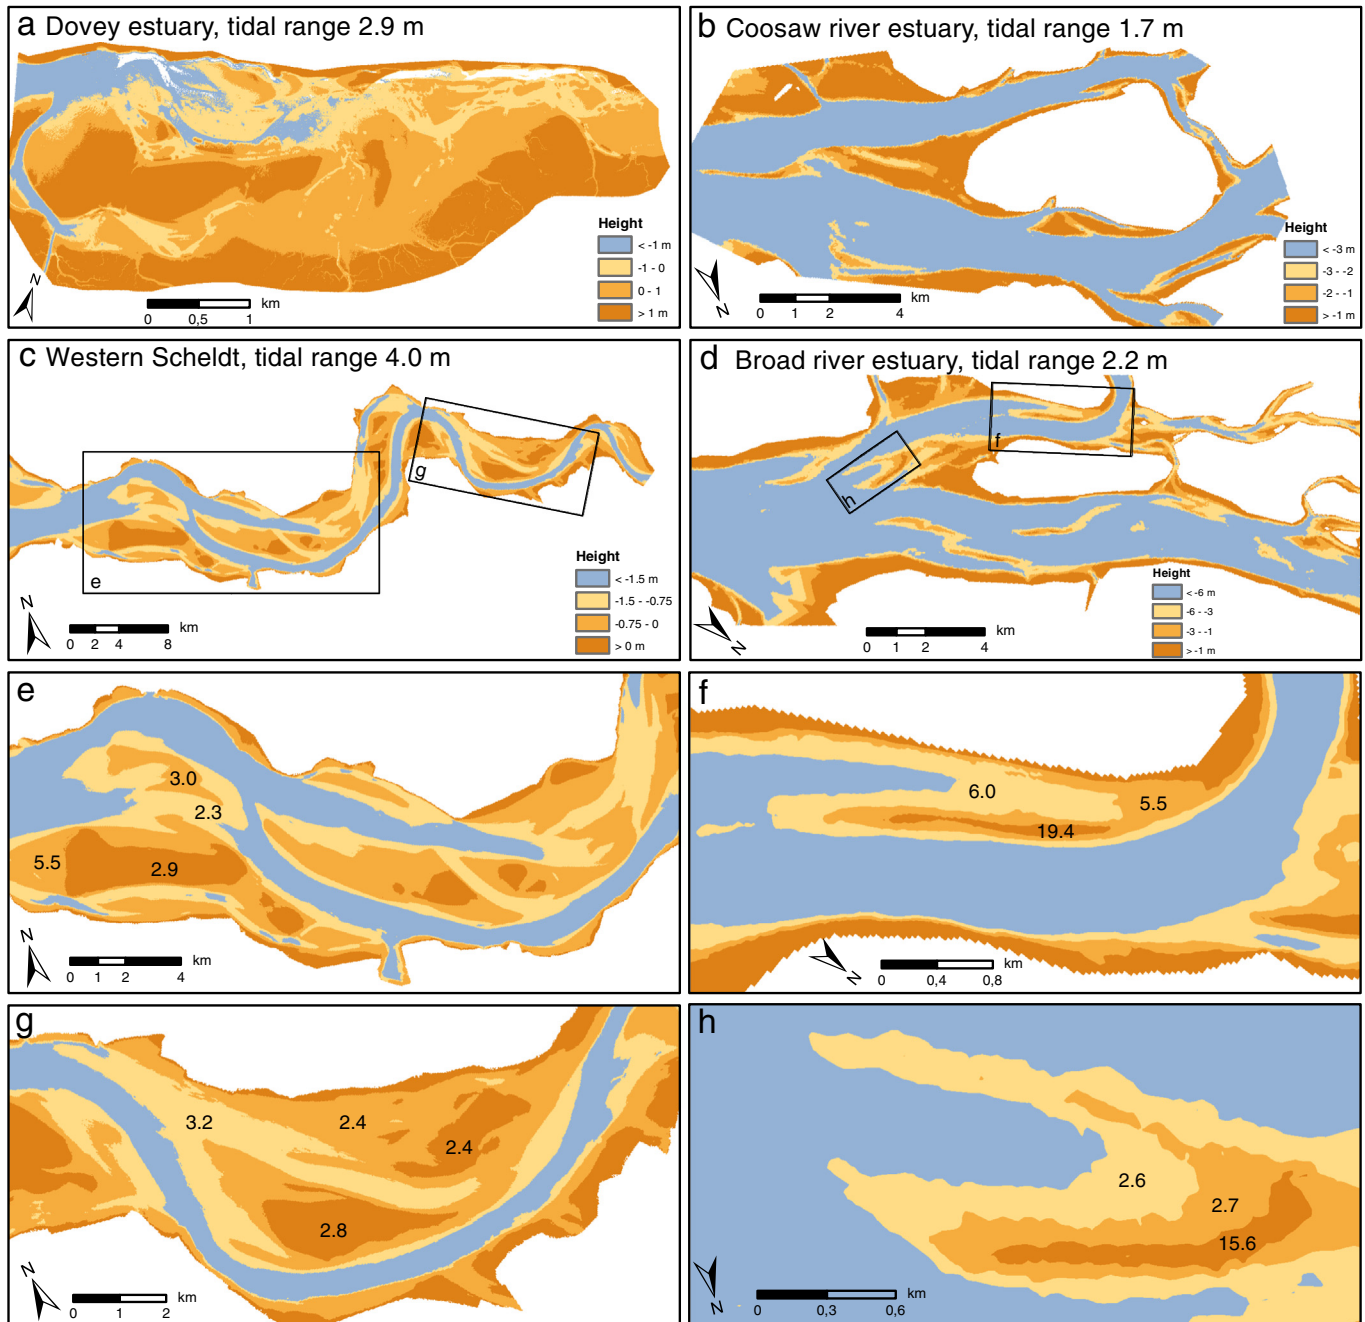 a Dovey estuary, tidal range 2.9 m
Height
< -1 m
-1 - 0
0 - 1
> 1 m
N
km
0 0,5 1
b Coosaw river estuary, tidal range 1.7 m
Height
< -3 m
-3 - -2
-2 - -1
> -1 m
N
km
0 1 2 4
c Western Scheldt, tidal range 4.0 m
g
e
Height
< -1.5 m
-1.5 - -0.75
-0.75 - 0
> 0 m
N
km
0 2 4 8
d Broad river estuary, tidal range 2.2 m
f
h
Height
< -6 m
-6 - -3
-3 - -1
> -1 m
N
km
0 1 2 4
e
3.0
2.3
5.5
2.9
N
km
0 1 2 4
f
6.0
5.5
19.4
N
km
0 0,4 0,8
g
3.2
2.4
2.4
2.8
N
km
0 1 2
h
2.6
2.7
15.6
N
km
0 0,3 0,6